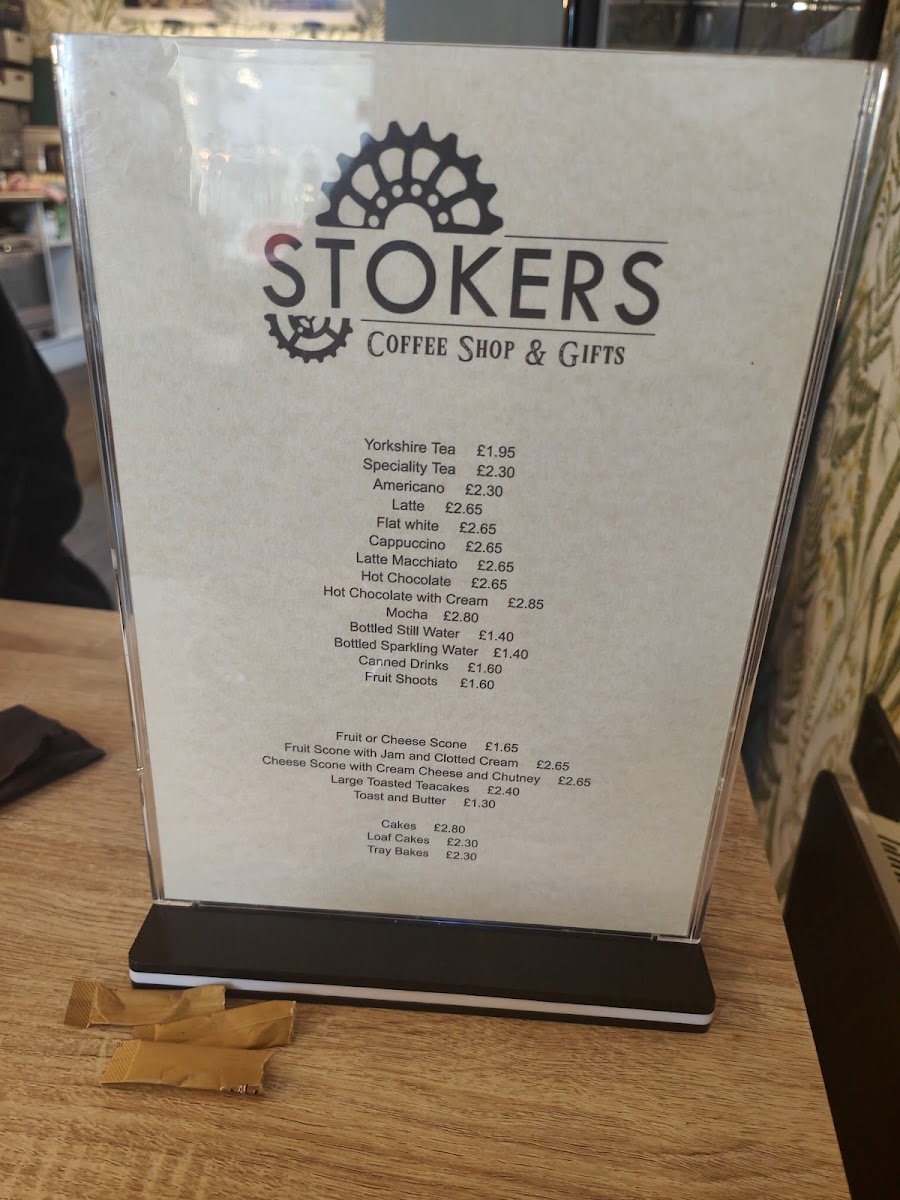 STOKERS
COFFEE SHOP & GIFTS
Yorkshire Tea £1.95
Speciality Tea £2.30
Americano £2.30
Latte £2.65
Flat white £2.65
Cappuccino £2.65
Latte Macchiato £2.65
Hot Chocolate £2.65
Hot Chocolate with Cream £2.85
Mocha £2.80
Bottled Still Water £1.40
Bottled Sparkling Water £1.40
Canned Drinks £1.60
Fruit Shoots £1.60
Fruit or Cheese Scone £1.65
Fruit Scone with Jam and Clotted Cream £2.65
Cheese Scone with Cream Cheese and Chutney £2.65
Large Toasted Teacakes £2.40
Toast and Butter £1.30
Cakes £2.80
Loaf Cakes £2.30
Tray Bakes £2.30